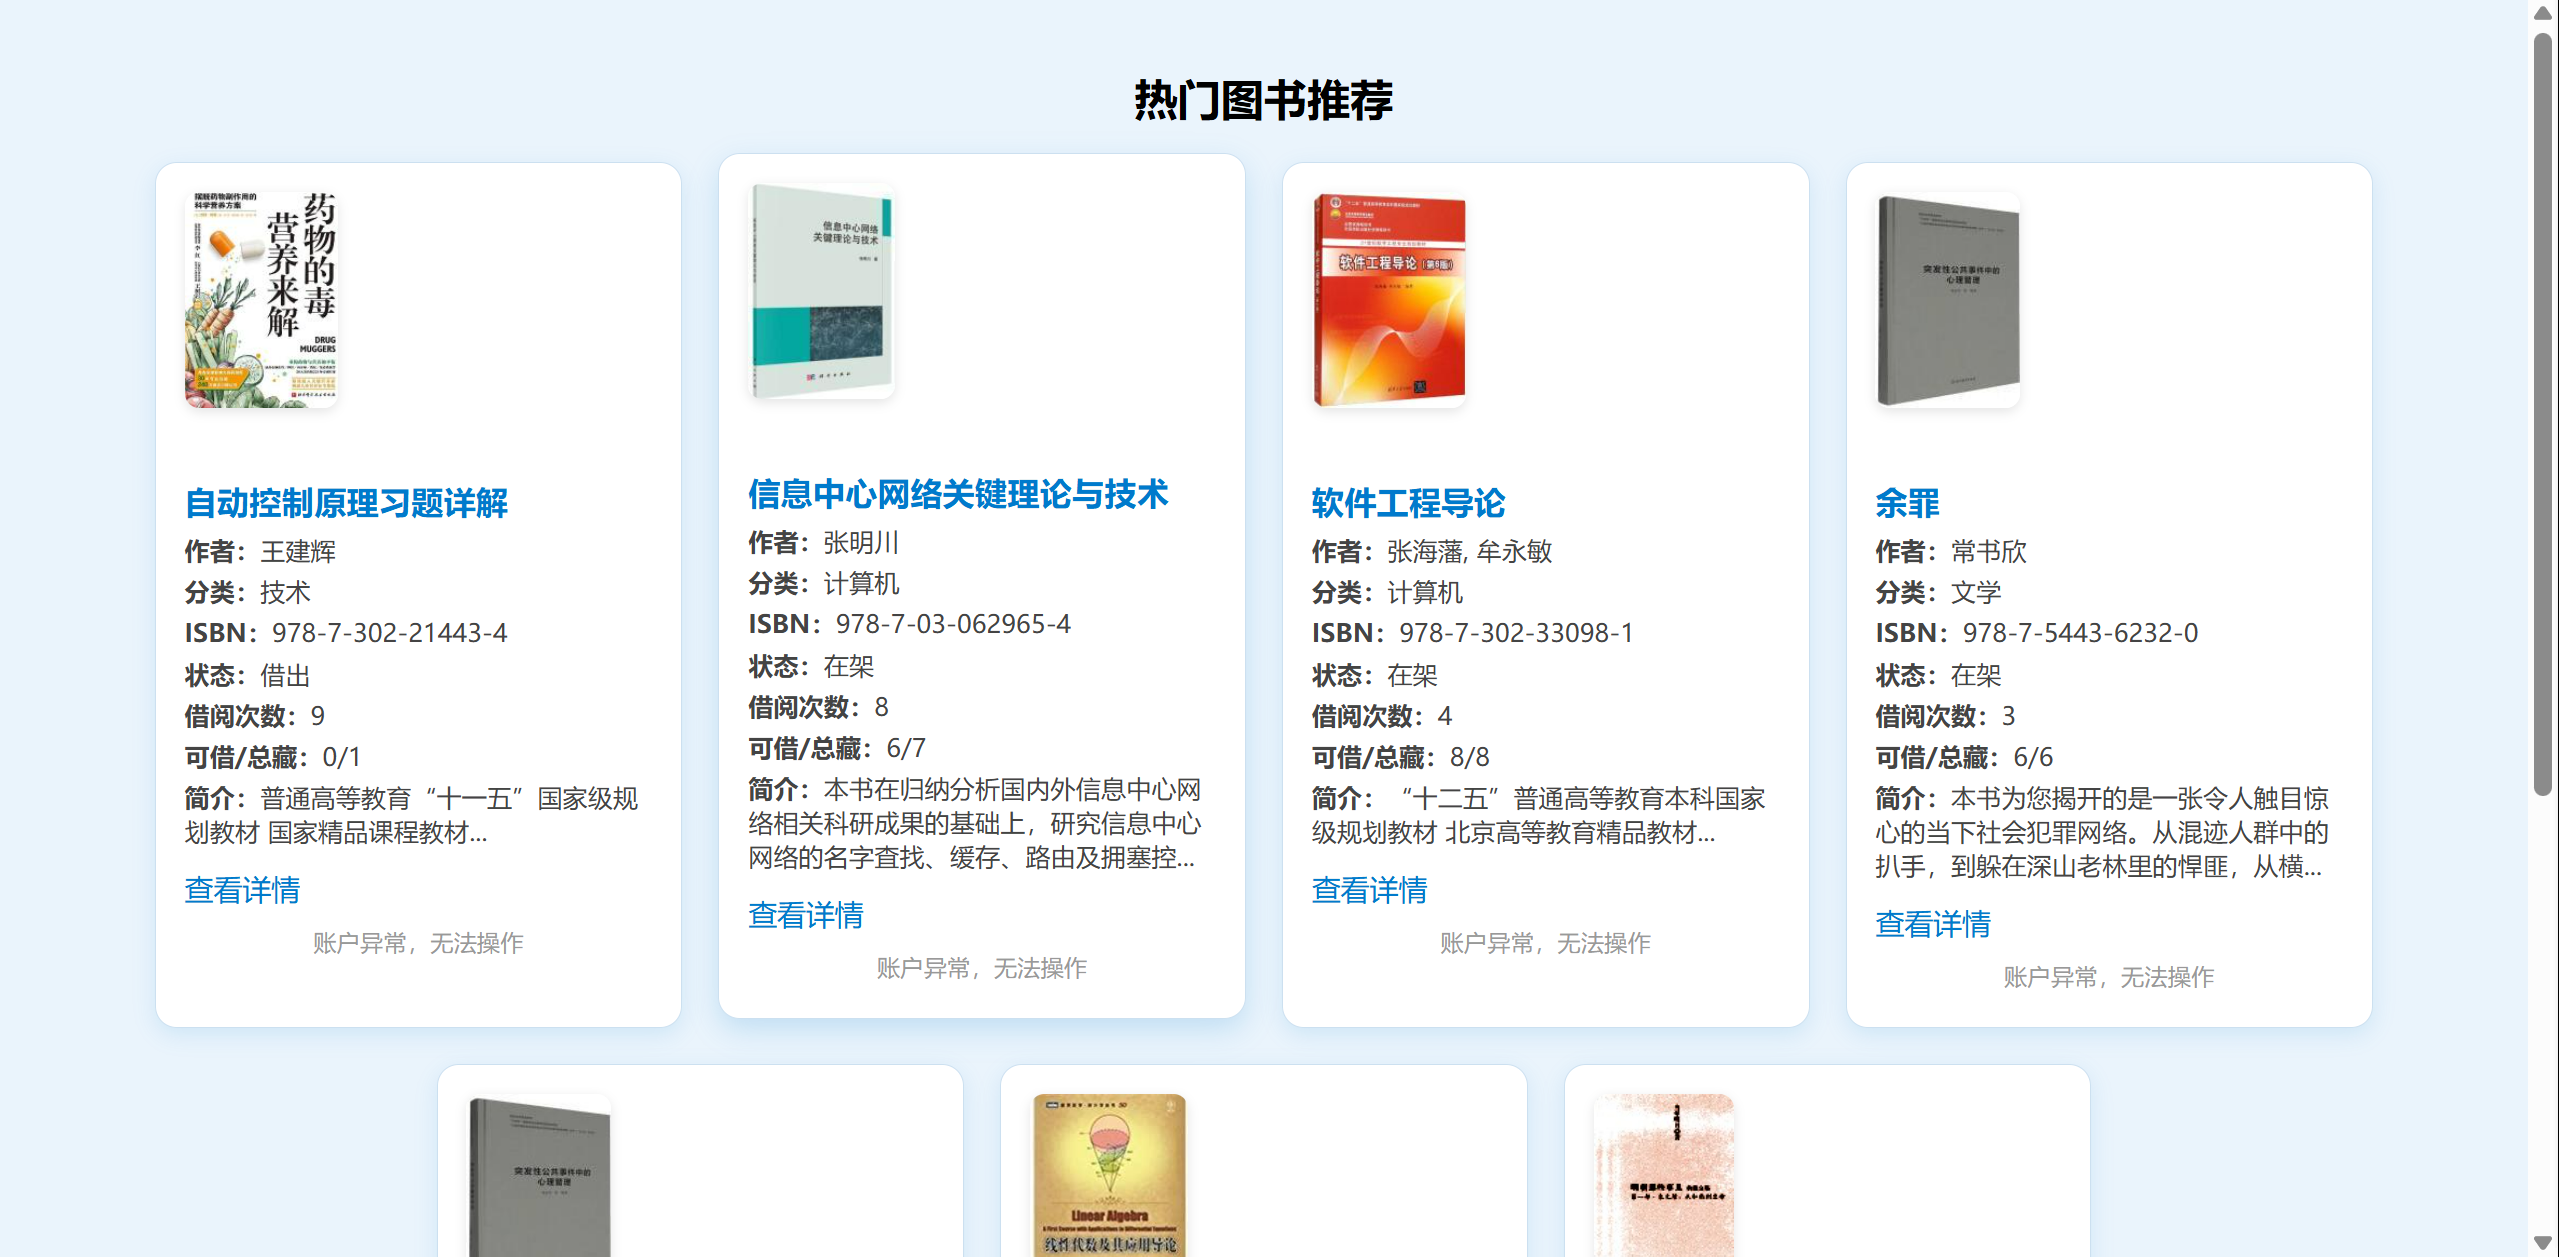 热门图书推荐
摆脱药物副作用的
科学营养方案
药物的毒
营养来解
DRUG
MUGGERS
自动控制原理习题详解
作者：王建辉
分类：技术
ISBN：978-7-302-21443-4
状态：借出
借阅次数：9
可借/总藏：0/1
简介：普通高等教育“十一五”国家级规
划教材 国家精品课程教材...
查看详情
账户异常，无法操作
信息中心网络
关键理论与技术
信息中心网络关键理论与技术
作者：张明川
分类：计算机
ISBN：978-7-03-062965-4
状态：在架
借阅次数：8
可借/总藏：6/7
简介：本书在归纳分析国内外信息中心网
络相关科研成果的基础上，研究信息中心
网络的名字查找、缓存、路由及拥塞控...
查看详情
账户异常，无法操作
软件工程导论（第6版）
软件工程导论
作者：张海藩, 牟永敏
分类：计算机
ISBN：978-7-302-33098-1
状态：在架
借阅次数：4
可借/总藏：8/8
简介：“十二五”普通高等教育本科国家
级规划教材 北京高等教育精品教材...
查看详情
账户异常，无法操作
突发性公共事件中的
心理管理
余罪
作者：常书欣
分类：文学
ISBN：978-7-5443-6232-0
状态：在架
借阅次数：3
可借/总藏：6/6
简介：本书为您揭开的是一张令人触目惊
心的当下社会犯罪网络。从混迹人群中的
扒手，到躲在深山老林里的悍匪，从横...
查看详情
账户异常，无法操作
突发性公共事件中的
心理管理
Linear Algebra
线性代数及其应用导论